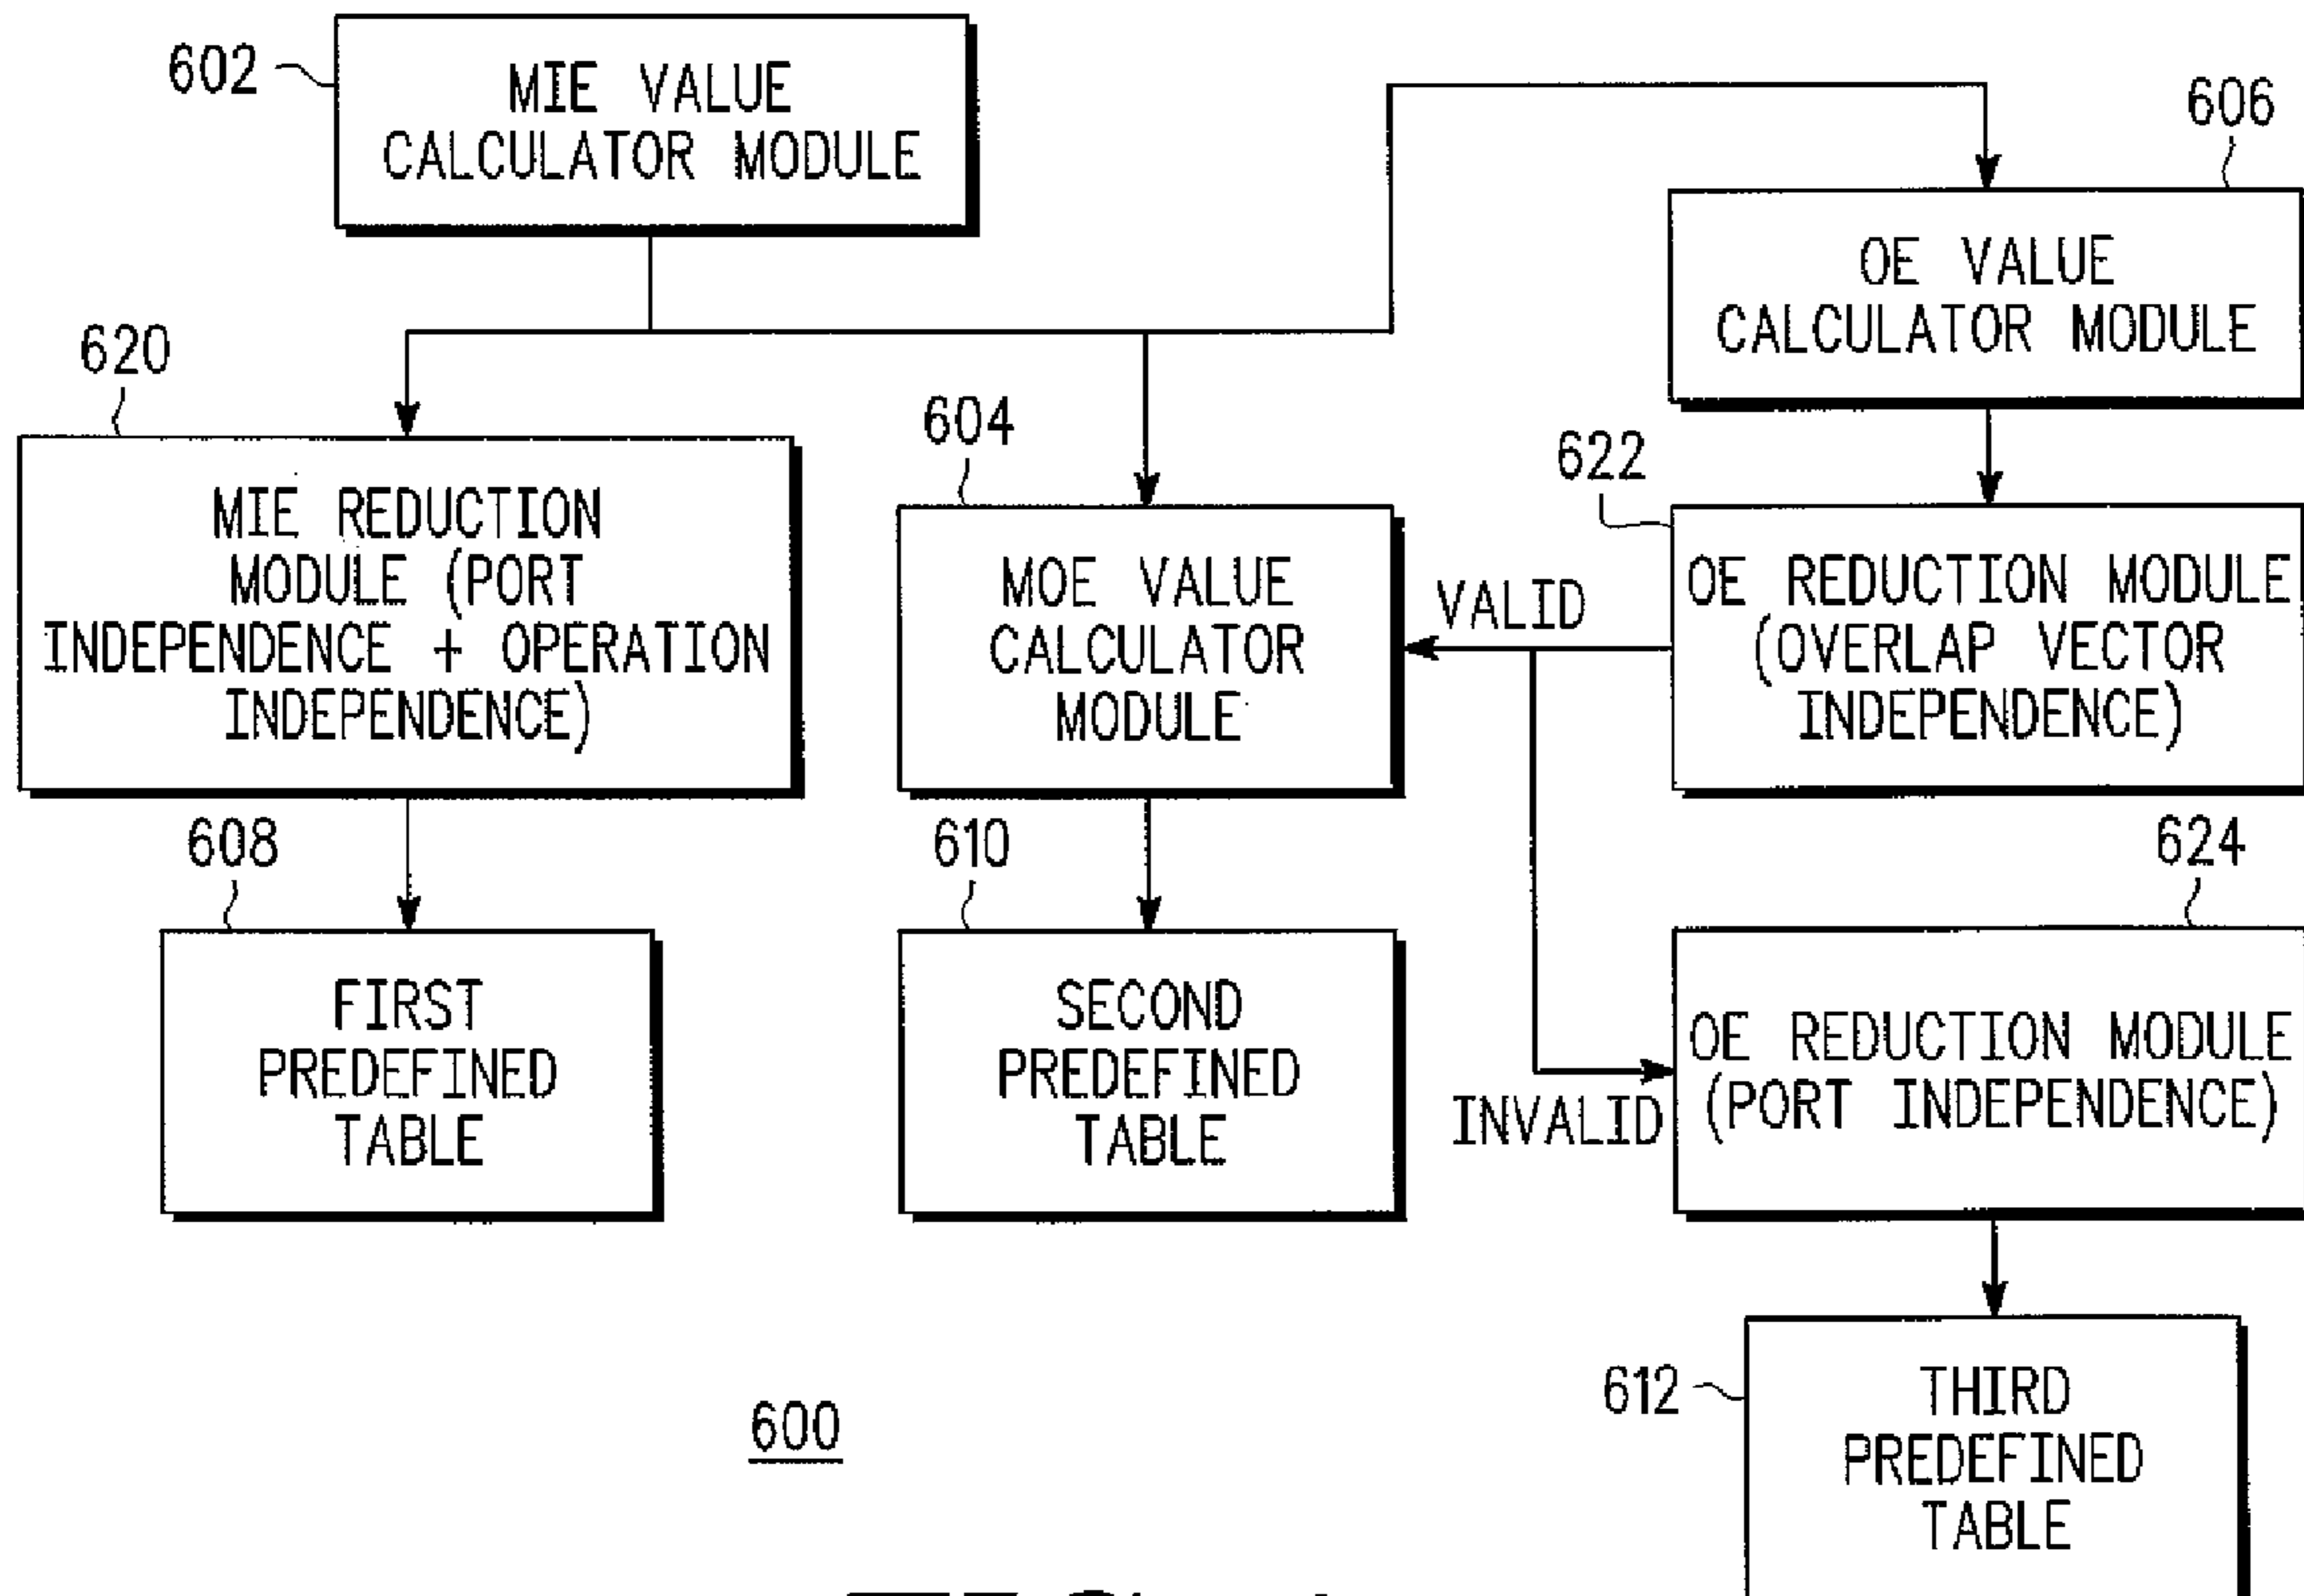 602
MIE VALUE
CALCULATOR MODULE
606
OE VALUE
CALCULATOR MODULE
620
MIE REDUCTION
MODULE (PORT
INDEPENDENCE + OPERATION
INDEPENDENCE)
604
MOE VALUE
CALCULATOR
MODULE
VALID
622
OE REDUCTION MODULE
(OVERLAP VECTOR
INDEPENDENCE)
608
FIRST
PREDEFINED
TABLE
610
SECOND
PREDEFINED
TABLE
INVALID
624
OE REDUCTION MODULE
(PORT INDEPENDENCE)
612
THIRD
PREDEFINED
TABLE
600